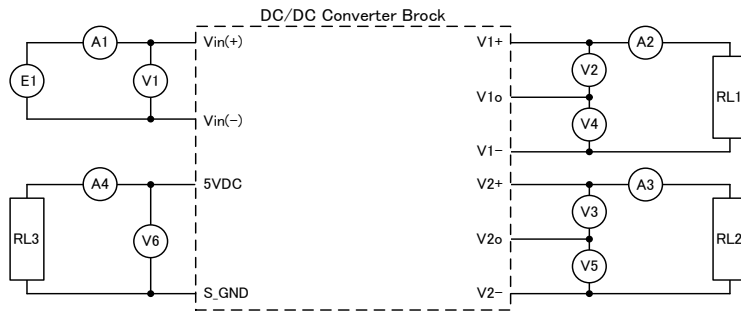 DC/DC Converter Brock
A1
Vin(+)
E1
V1
Vin(-)
A4
5VDC
RL3
V6
S_GND
V1+
A2
V2
V1o
RL1
V4
V1-
V2+
A3
V3
V2o
RL2
V5
V2-